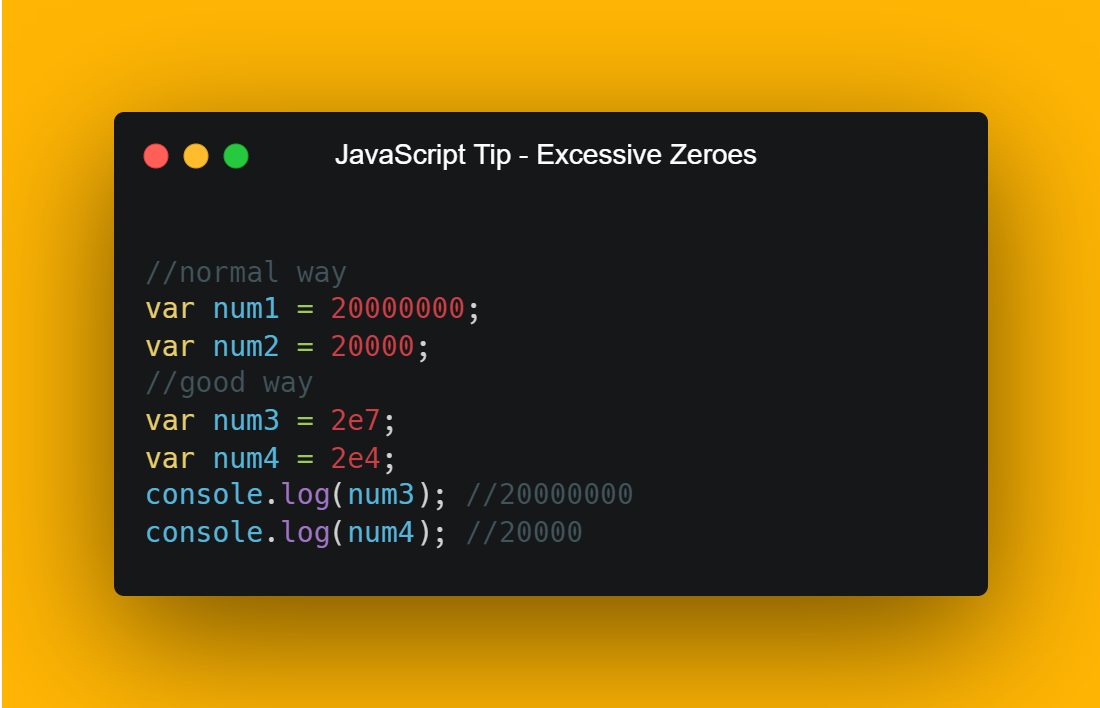 JavaScript Tip - Excessive Zeroes
//normal way
var num1 = 20000000;
var num2 = 20000;
//good way
var num3 = 2e7;
var num4 = 2e4;
console.log(num3); //20000000
console.log(num4); //20000